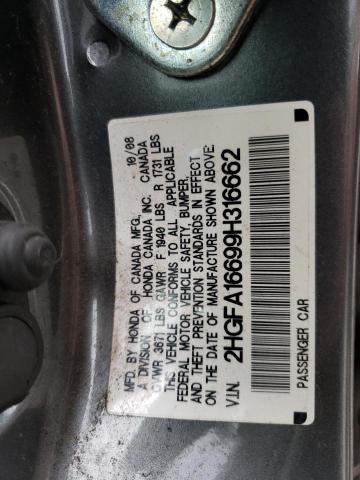 MFD. BY HONDA OF CANADA MFG. 10/08
A DIVISION OF HONDA CANADA INC. CANADA
GVWR 3671 LBS GAWR F 1940 LBS R 1731 LBS
THIS VEHICLE CONFORMS TO ALL APPLICABLE
FEDERAL MOTOR VEHICLE SAFETY, BUMPER,
AND THEFT PREVENTION STANDARDS IN EFFECT
ON THE DATE OF MANUFACTURE SHOWN ABOVE.
V.I.N. 2HGFA16699H316662
PASSENGER CAR